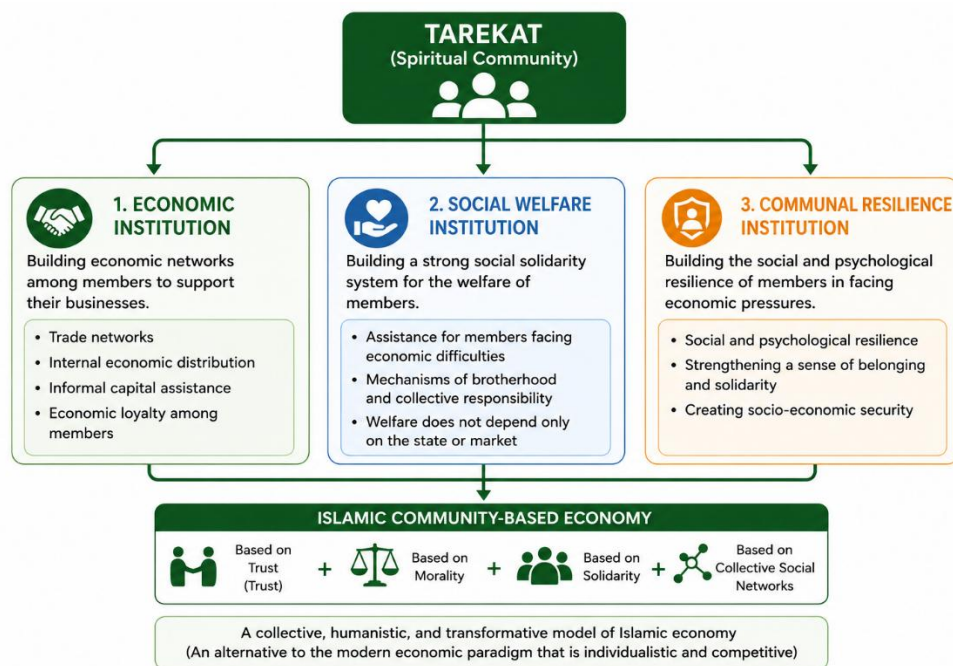 TAREKAT
(Spiritual Community)
1. ECONOMIC
INSTITUTION
Building economic networks
among members to support
their businesses.
• Trade networks
• Internal economic distribution
• Informal capital assistance
• Economic loyalty among
members
2. SOCIAL WELFARE
INSTITUTION
Building a strong social solidarity
system for the welfare of
members.
• Assistance for members facing
economic difficulties
• Mechanisms of brotherhood
and collective responsibility
• Welfare does not depend only
on the state or market
3. COMMUNAL RESILIENCE
INSTITUTION
Building the social and psychological
resilience of members in facing
economic pressures.
• Social and psychological resilience
• Strengthening a sense of belonging
and solidarity
• Creating socio-economic security
ISLAMIC COMMUNITY-BASED ECONOMY
Based on
Trust
(Trust)
+
Based on
Morality
+
Based on
Solidarity
+
Based on
Collective Social
Networks
A collective, humanistic, and transformative model of Islamic economy
(An alternative to the modern economic paradigm that is individualistic and competitive)